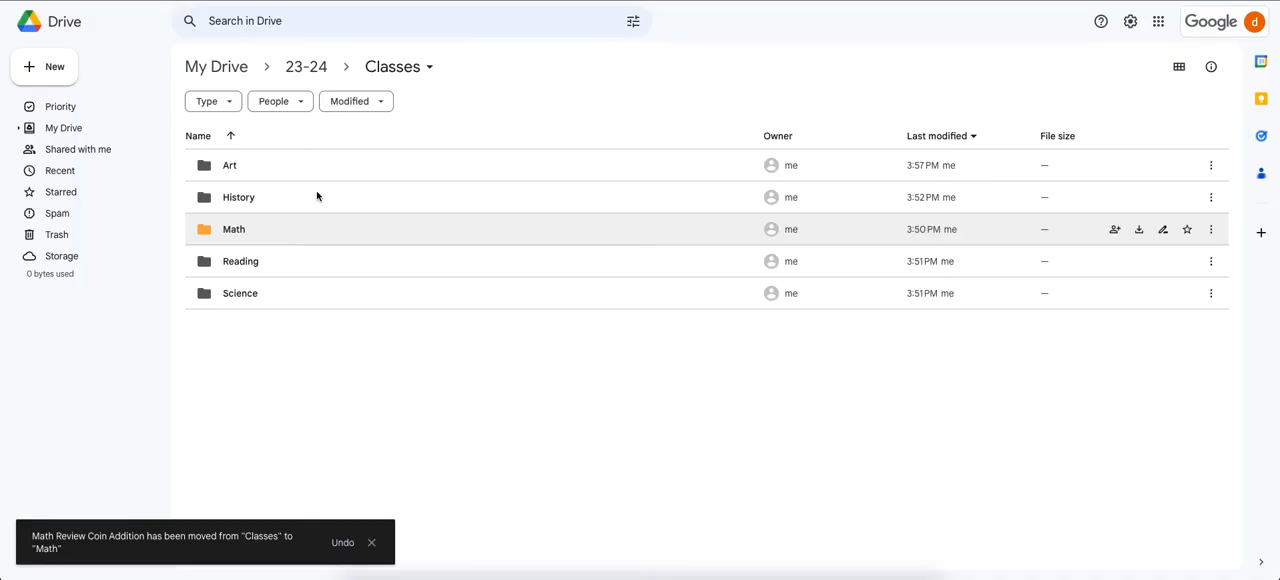 Drive
Search in Drive
Google d
New
My Drive > 23-24 > Classes
Priority
My Drive
Shared with me
Recent
Starred
Spam
Trash
Storage
0 bytes used
Type People Modified
Name Owner Last modified File size
Art me 3:57 PM me —
History me 3:52 PM me —
Math me 3:50 PM me —
Reading me 3:51 PM me —
Science me 3:51 PM me —
Math Review Coin Addition has been moved from "Classes" to
"Math"
Undo